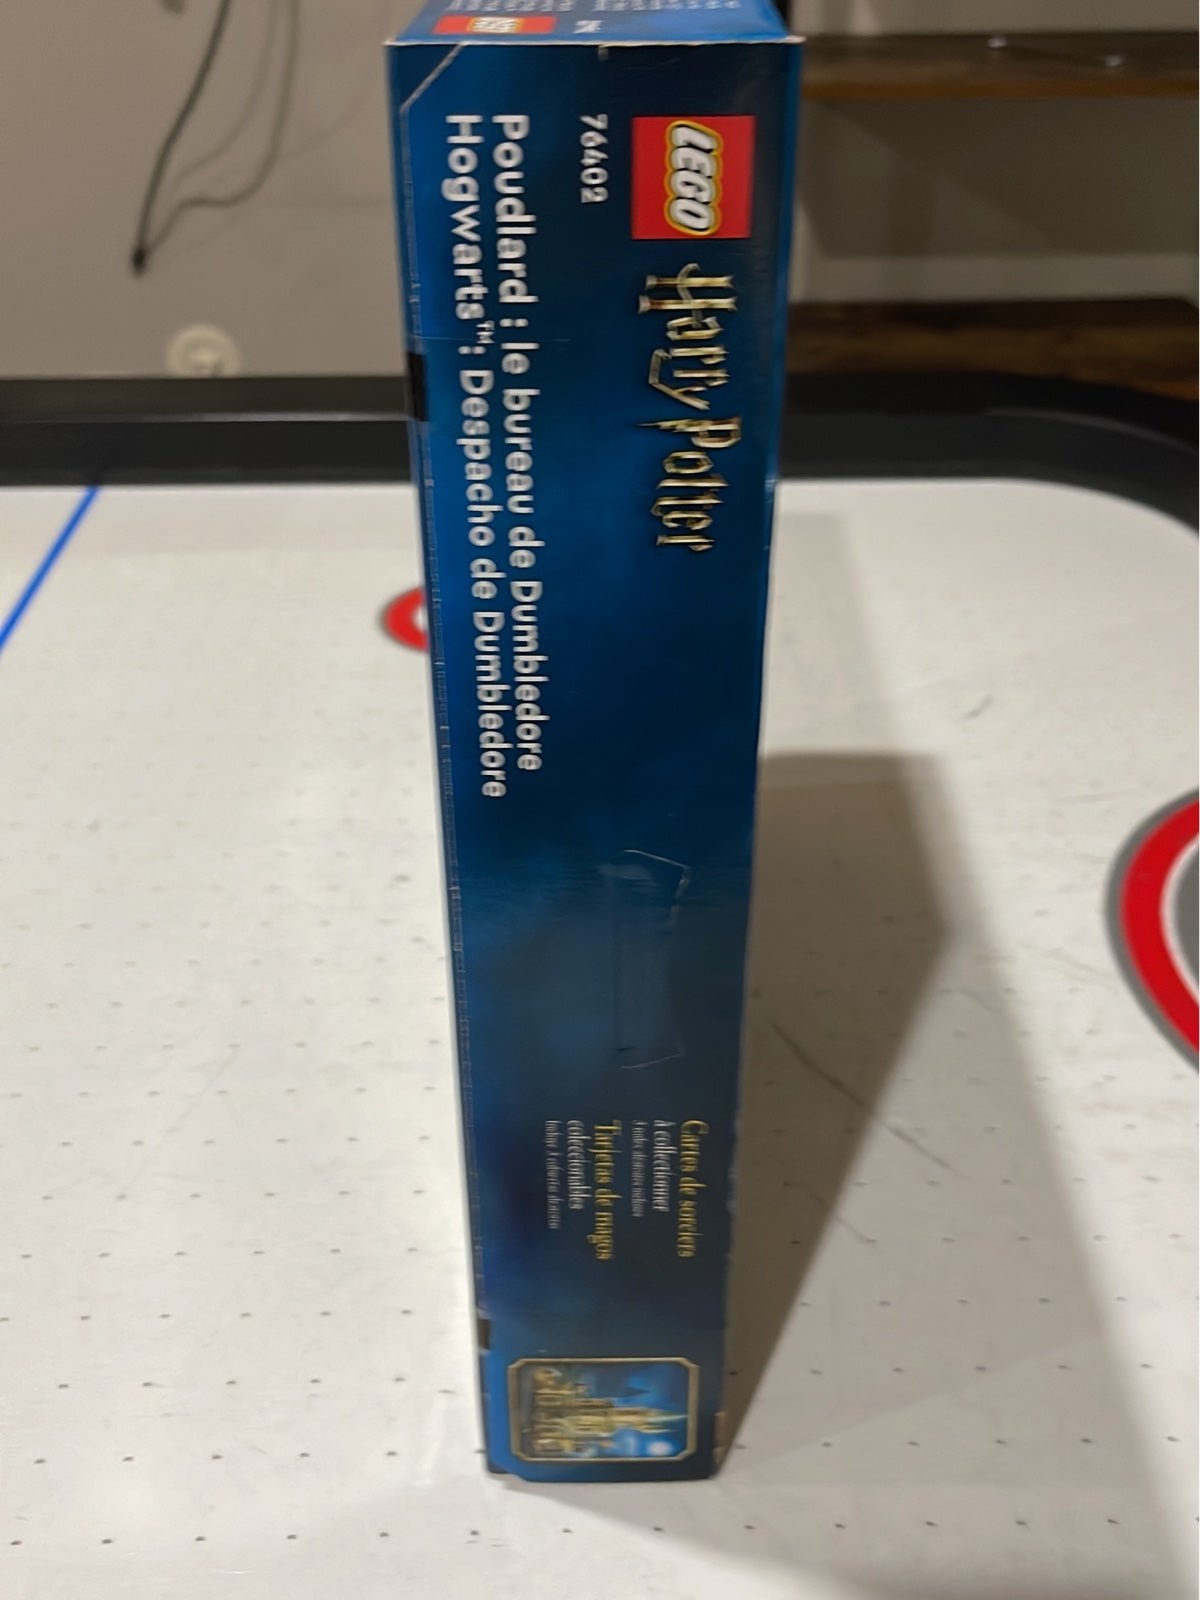 LEGO
Harry Potter
76402
Poudlard : le bureau de Dumbledore
Hogwarts™: Despacho de Dumbledore
Cartes de sorciers
à collectionner
Tarjetas de magos
coleccionables